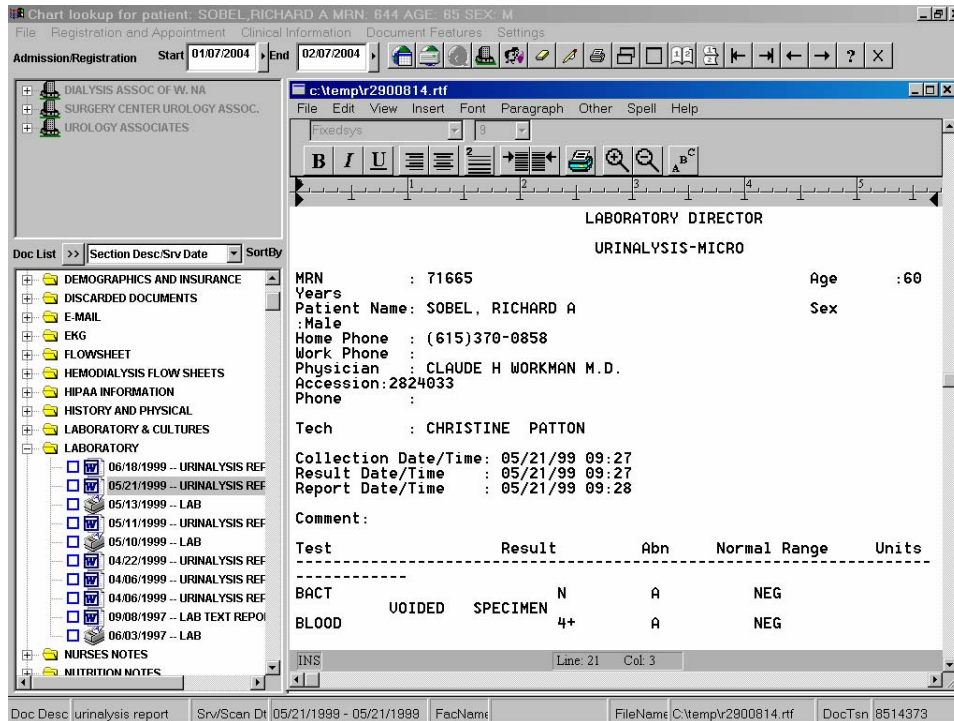 Chart lookup for patient: SOBEL,RICHARD A MRN: 644 AGE: 65 SEX: M
File Registration and Appointment Clinical Information Document Features Settings
Admission/Registration Start 01/07/2004 End 02/07/2004
DIALYSIS ASSOC OF W. NA
SURGERY CENTER UROLOGY ASSOC.
UROLOGY ASSOCIATES
Doc List >> Section Desc/Srv Date SortBy
DEMOGRAPHICS AND INSURANCE
DISCARDED DOCUMENTS
E-MAIL
EKG
FLOWSHEET
HEMODIALYSIS FLOW SHEETS
HIPAA INFORMATION
HISTORY AND PHYSICAL
LABORATORY & CULTURES
LABORATORY
06/18/1999 -- URINALYSIS REF
05/21/1999 -- URINALYSIS REF
05/13/1999 -- LAB
05/11/1999 -- URINALYSIS REF
05/10/1999 -- LAB
04/22/1999 -- URINALYSIS REF
04/06/1999 -- URINALYSIS REF
04/06/1999 -- URINALYSIS REF
09/08/1997 -- LAB TEXT REPO
06/03/1997 -- LAB
NURSES NOTES
NUTRITION NOTES
c:\temp\r2900814.rtf
File Edit View Insert Font Paragraph Other Spell Help
Fixedsys 9
B I U 2 A B C
1 2 3 4 5
LABORATORY DIRECTOR
URINALYSIS-MICRO
MRN : 71665 Age :60
Years
Patient Name: SOBEL, RICHARD A Sex
:Male
Home Phone : (615)370-0858
Work Phone :
Physician : CLAUDE H WORKMAN M.D.
Accession:2824033
Phone :
Tech : CHRISTINE PATTON
Collection Date/Time: 05/21/99 09:27
Result Date/Time : 05/21/99 09:27
Report Date/Time : 05/21/99 09:28
Comment:
Test Result Abn Normal Range Units
BACT N A NEG
VOIDED SPECIMEN
BLOOD 4+ A NEG
INS Line: 21 Col: 3
Doc Desc urinalysis report Srv/Scan Dt 05/21/1999 - 05/21/1999 FacName FileName C:\temp\r2900814.rtf DocTsn 8514373